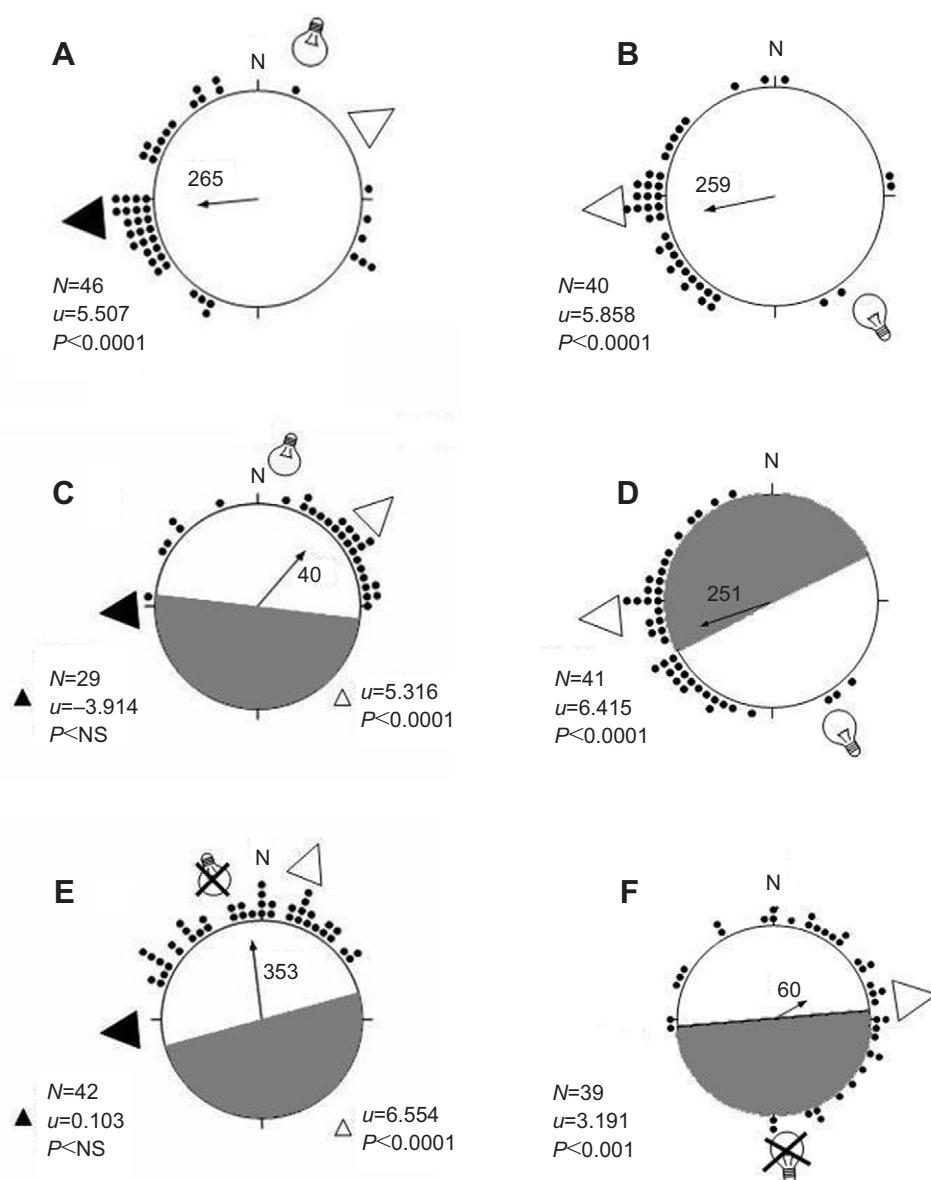 A
N
265
N=46
u=5.507
P<0.0001
B
N
259
N=40
u=5.858
P<0.0001
C
N
40
N=29
u=–3.914
P<NS
u=5.316
P<0.0001
D
N
251
N=41
u=6.415
P<0.0001
E
N
353
N=42
u=0.103
P<NS
u=6.554
P<0.0001
F
N
60
N=39
u=3.191
P<0.001